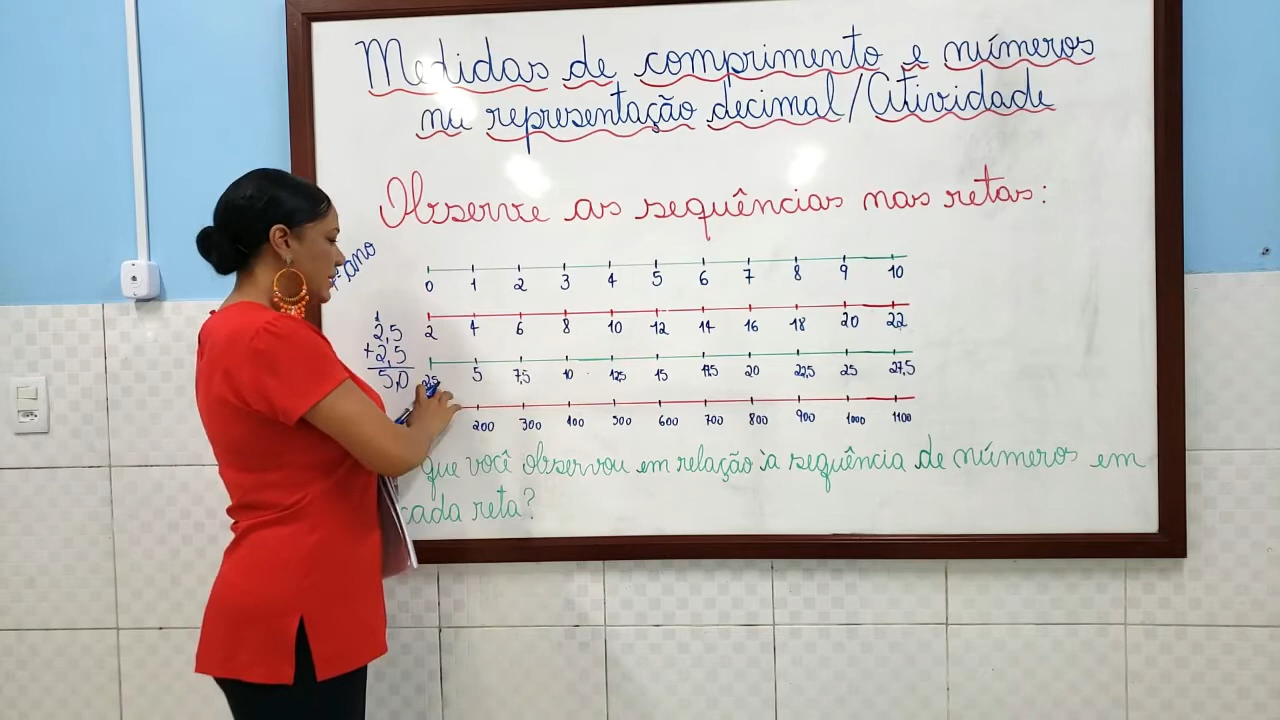 Medidas de comprimento e números
na representação decimal/Atividade
Observe as sequências nas retas:
ano
0 1 2 3 4 5 6 7 8 9 10
2 4 6 8 10 12 14 16 18 20 22
1
2,5
+2,5
5,0
2,5 5 7,5 10 12,5 15 17,5 20 22,5 25 27,5
200 300 400 500 600 700 800 900 1000 1100
que você observou em relação à sequência de números em
cada reta?